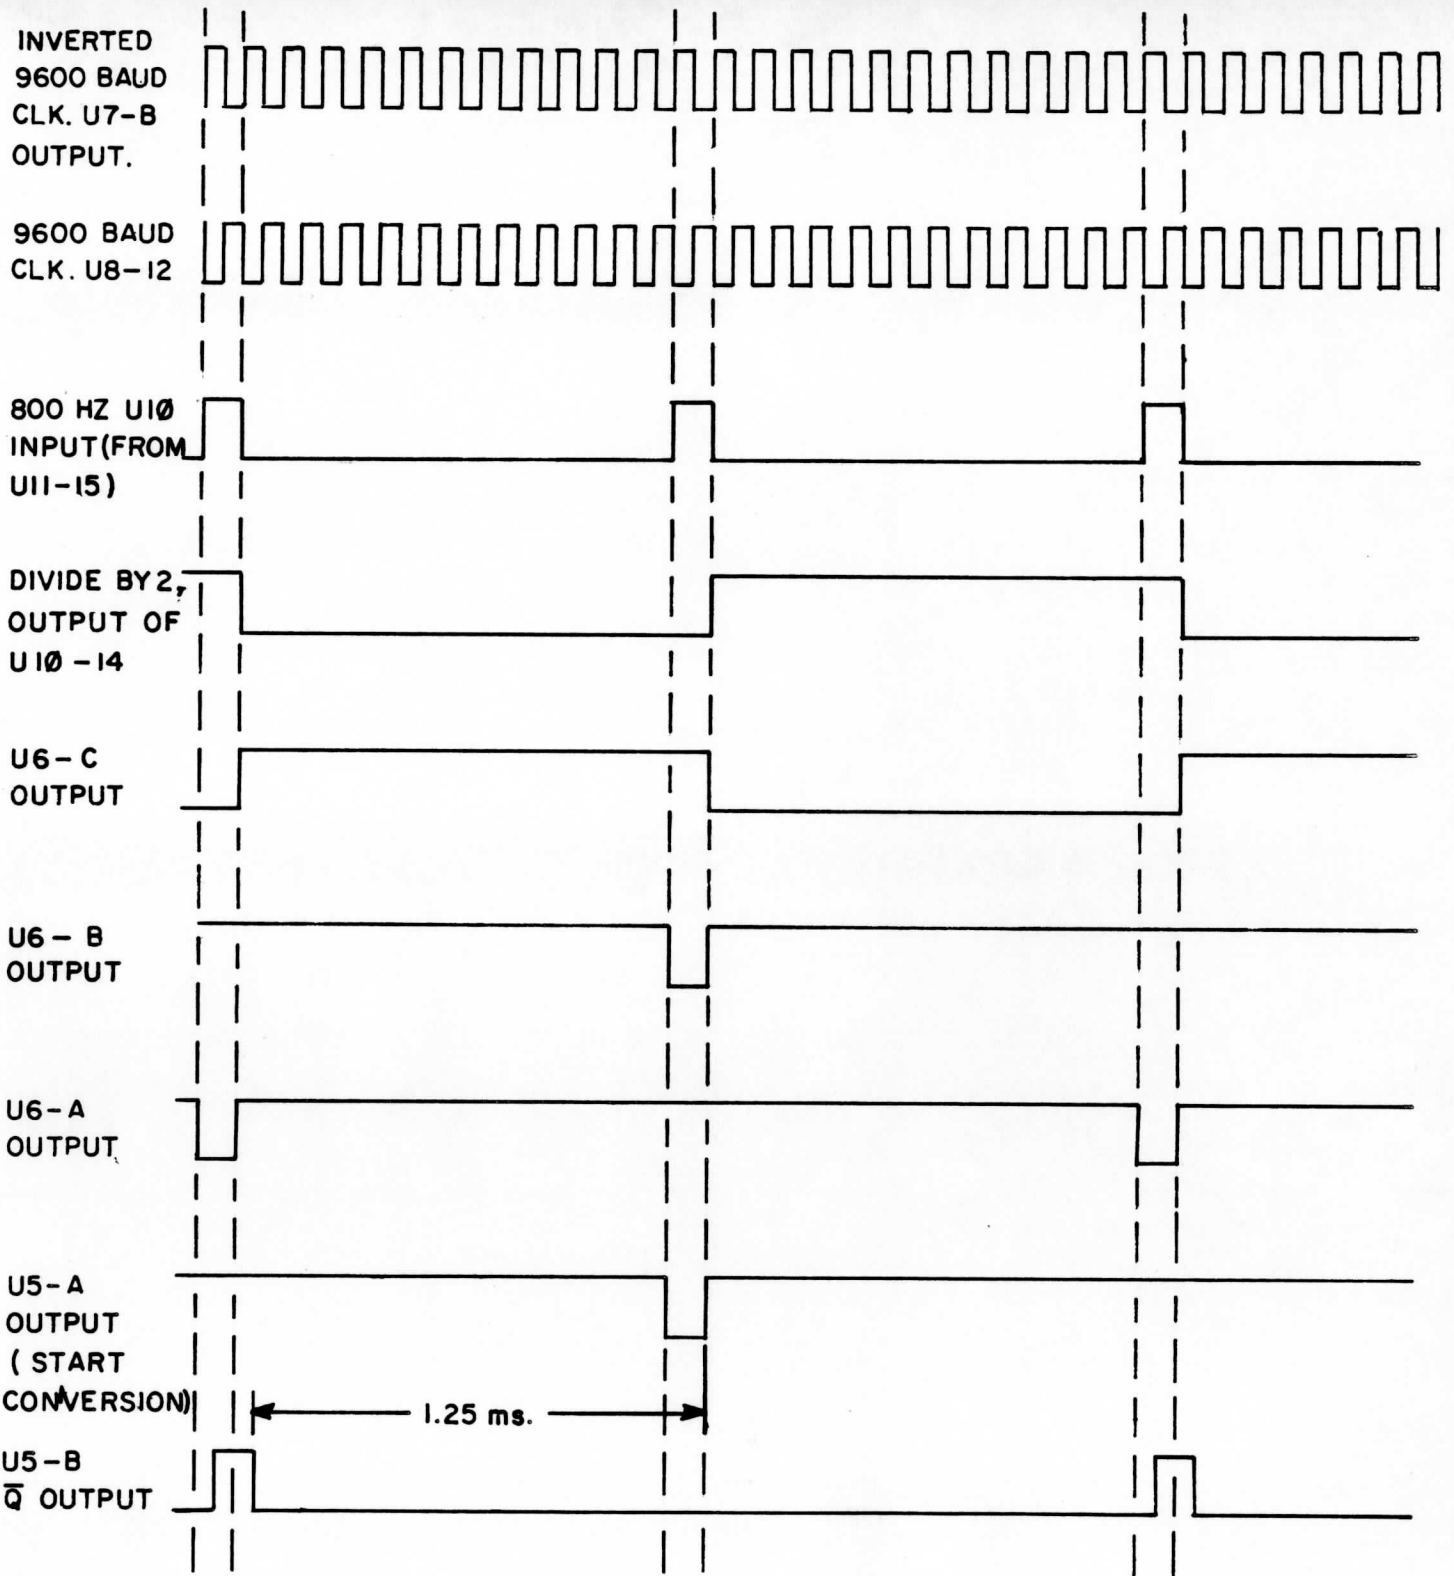 INVERTED
9600 BAUD
CLK. U7-B
OUTPUT.
9600 BAUD
CLK. U8-12
800 HZ U1Ø
INPUT(FROM
U11-15)
DIVIDE BY 2,
OUTPUT OF
U1Ø-14
U6-C
OUTPUT
U6-B
OUTPUT
U6-A
OUTPUT
U5-A
OUTPUT
( START
CONVERSION)
1.25 ms.
U5-B
Q̅ OUTPUT